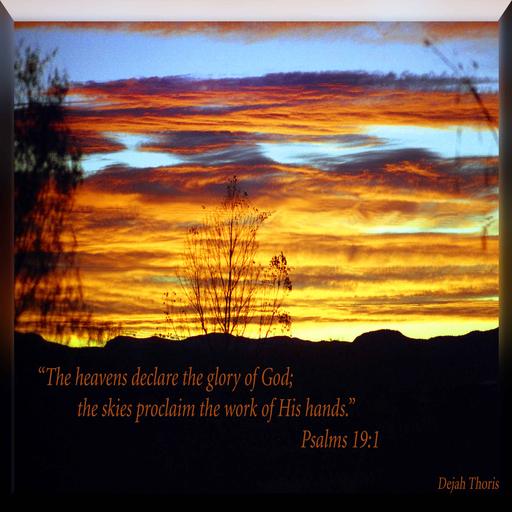 “The heavens declare the glory of God;
the skies proclaim the work of His hands.”
Psalms 19:1
Dejah Thoris